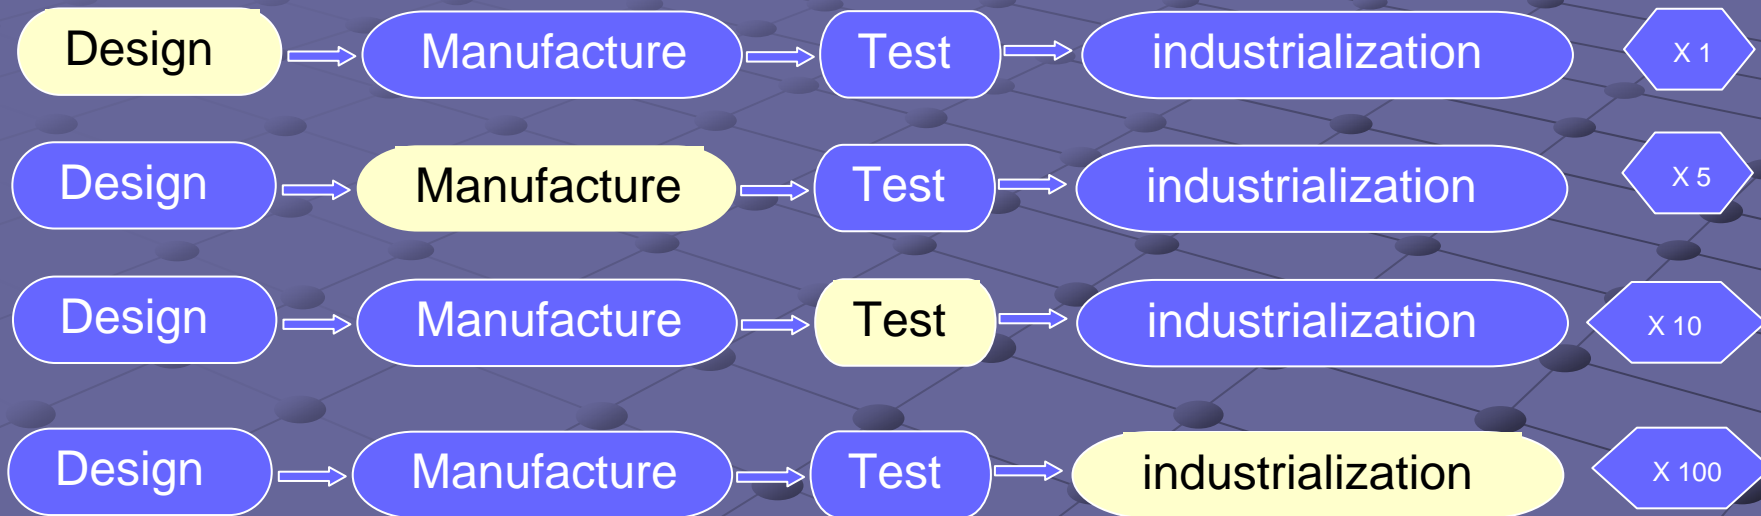 Design Manufacture Test industrialization X 1
Design Manufacture Test industrialization X 5
Design Manufacture Test industrialization X 10
Design Manufacture Test industrialization X 100